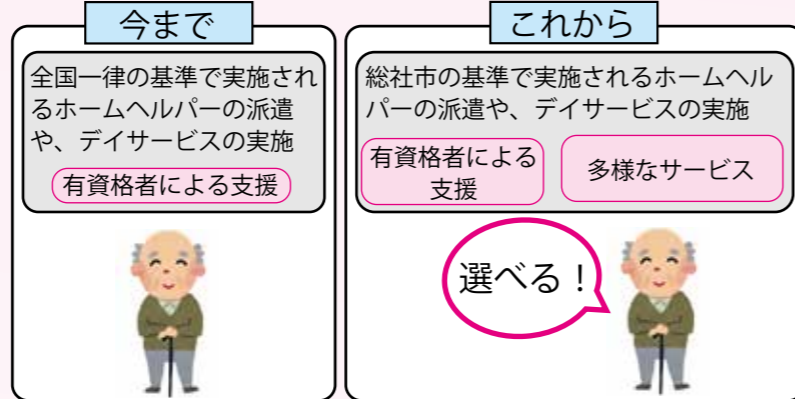 今まで
全国一律の基準で実施され
るホームヘルパーの派遣
や、デイサービスの実施
有資格者による支援
これから
総社市の基準で実施されるホームヘル
パーの派遣や、デイサービスの実施
有資格者による
支援
多様なサービス
選べる！